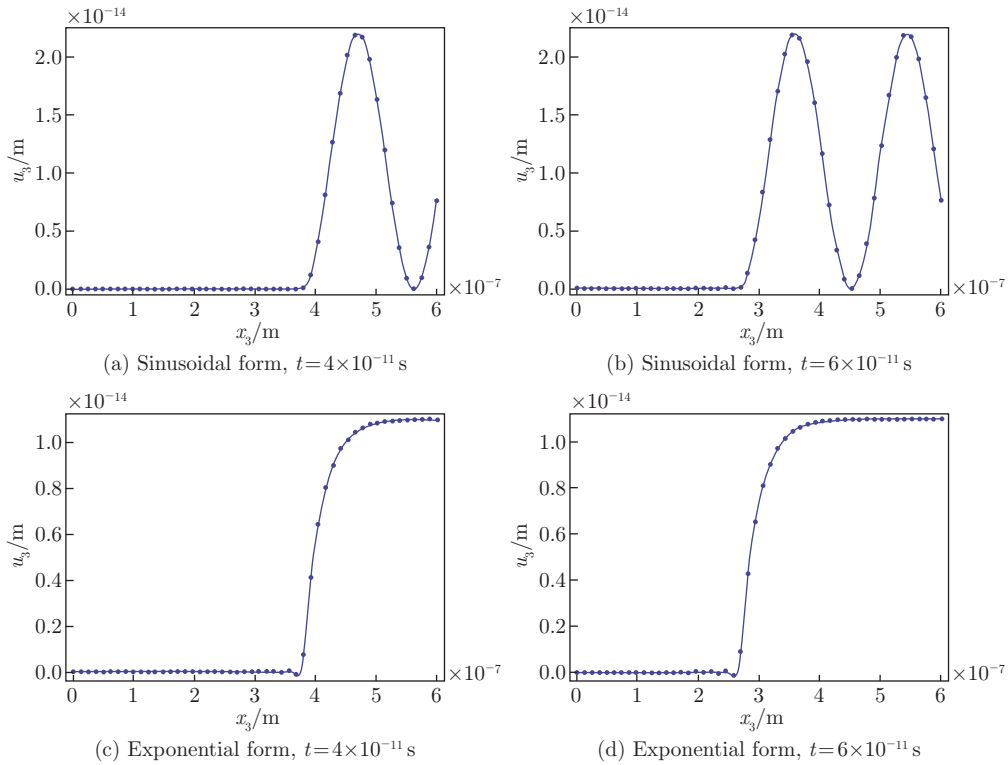 ×10⁻¹⁴
2.0
1.5
1.0
0.5
0.0
u₃/m
0 1 2 3 4 5 6
×10⁻⁷
x₃/m
(a) Sinusoidal form, t=4×10⁻¹¹ s
×10⁻¹⁴
2.0
1.5
1.0
0.5
0.0
u₃/m
0 1 2 3 4 5 6
×10⁻⁷
x₃/m
(b) Sinusoidal form, t=6×10⁻¹¹ s
×10⁻¹⁴
1.0
0.8
0.6
0.4
0.2
0.0
u₃/m
0 1 2 3 4 5 6
×10⁻⁷
x₃/m
(c) Exponential form, t=4×10⁻¹¹ s
×10⁻¹⁴
1.0
0.8
0.6
0.4
0.2
0.0
u₃/m
0 1 2 3 4 5 6
×10⁻⁷
x₃/m
(d) Exponential form, t=6×10⁻¹¹ s